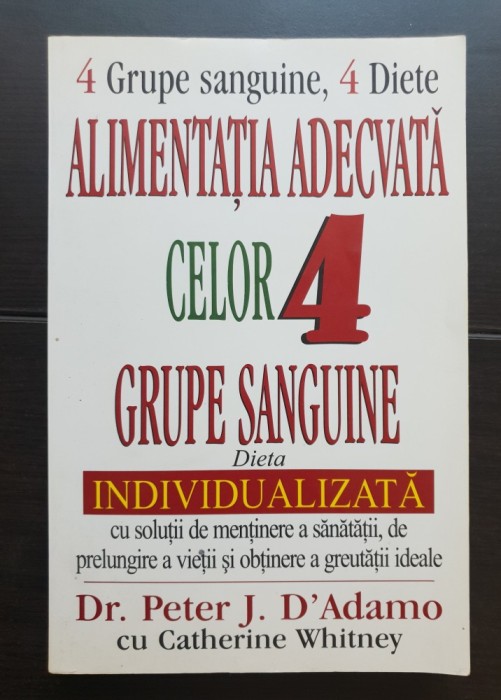 4 Grupe sanguine, 4 Diete
ALIMENTAȚIA ADECVATĂ
CELOR 4
GRUPE SANGUINE
Dieta
INDIVIDUALIZATĂ
cu soluții de menținere a sănătății, de
prelungire a vieții și obținere a greutății ideale
Dr. Peter J. D'Adamo
cu Catherine Whitney